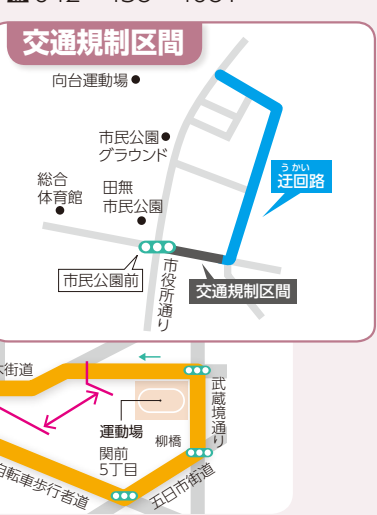 交通規制区間
向台運動場
市民公園
グラウンド
総合
体育館
田無
市民公園
うかい
迂回路
市民公園前
市役所通り
交通規制区間
街道
武蔵境通り
運動場
関前
5丁目
柳橋
自転車歩行者道
五日市街道